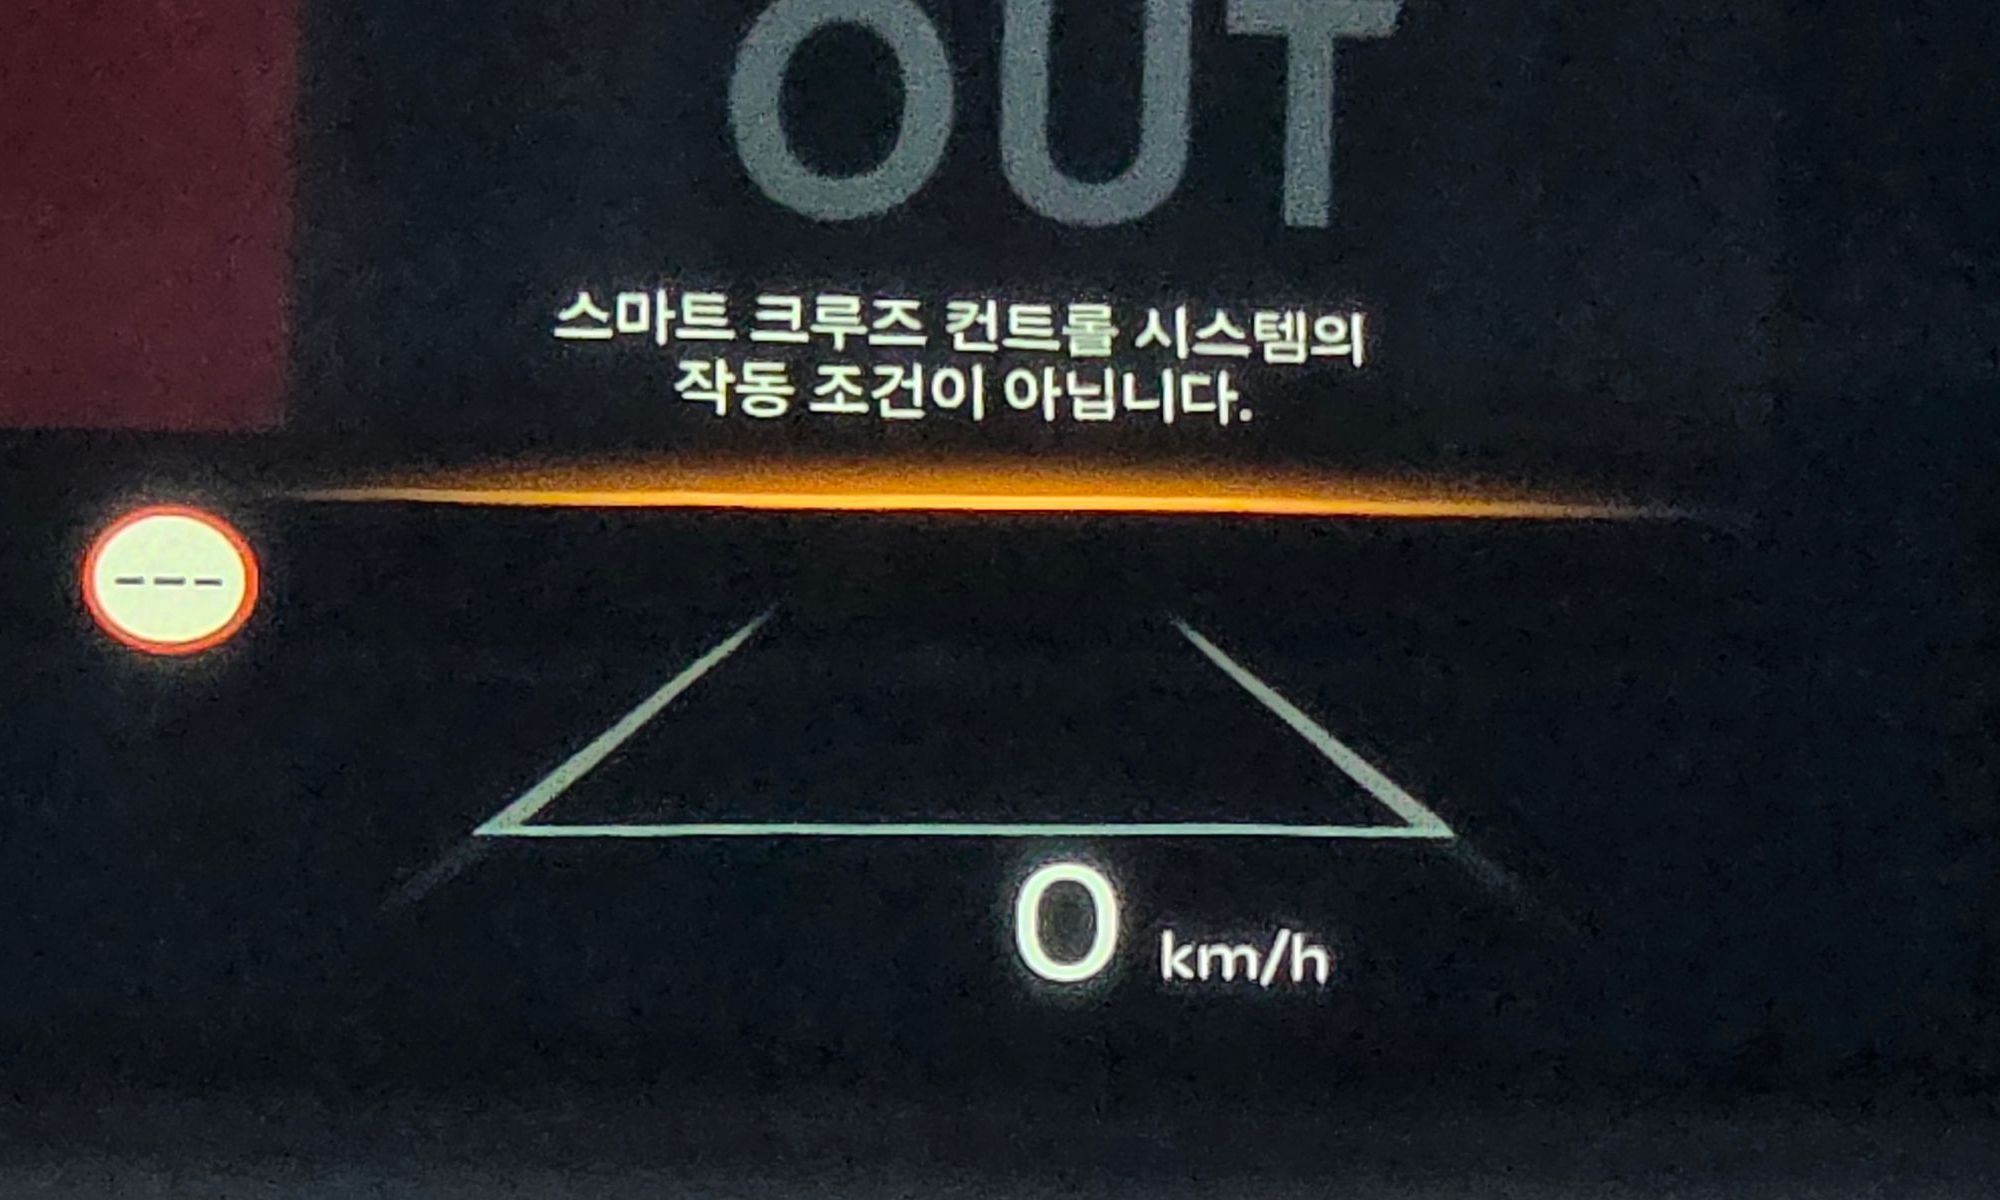 OUT
스마트 크루즈 컨트롤 시스템의
작동 조건이 아닙니다.
---
0 km/h